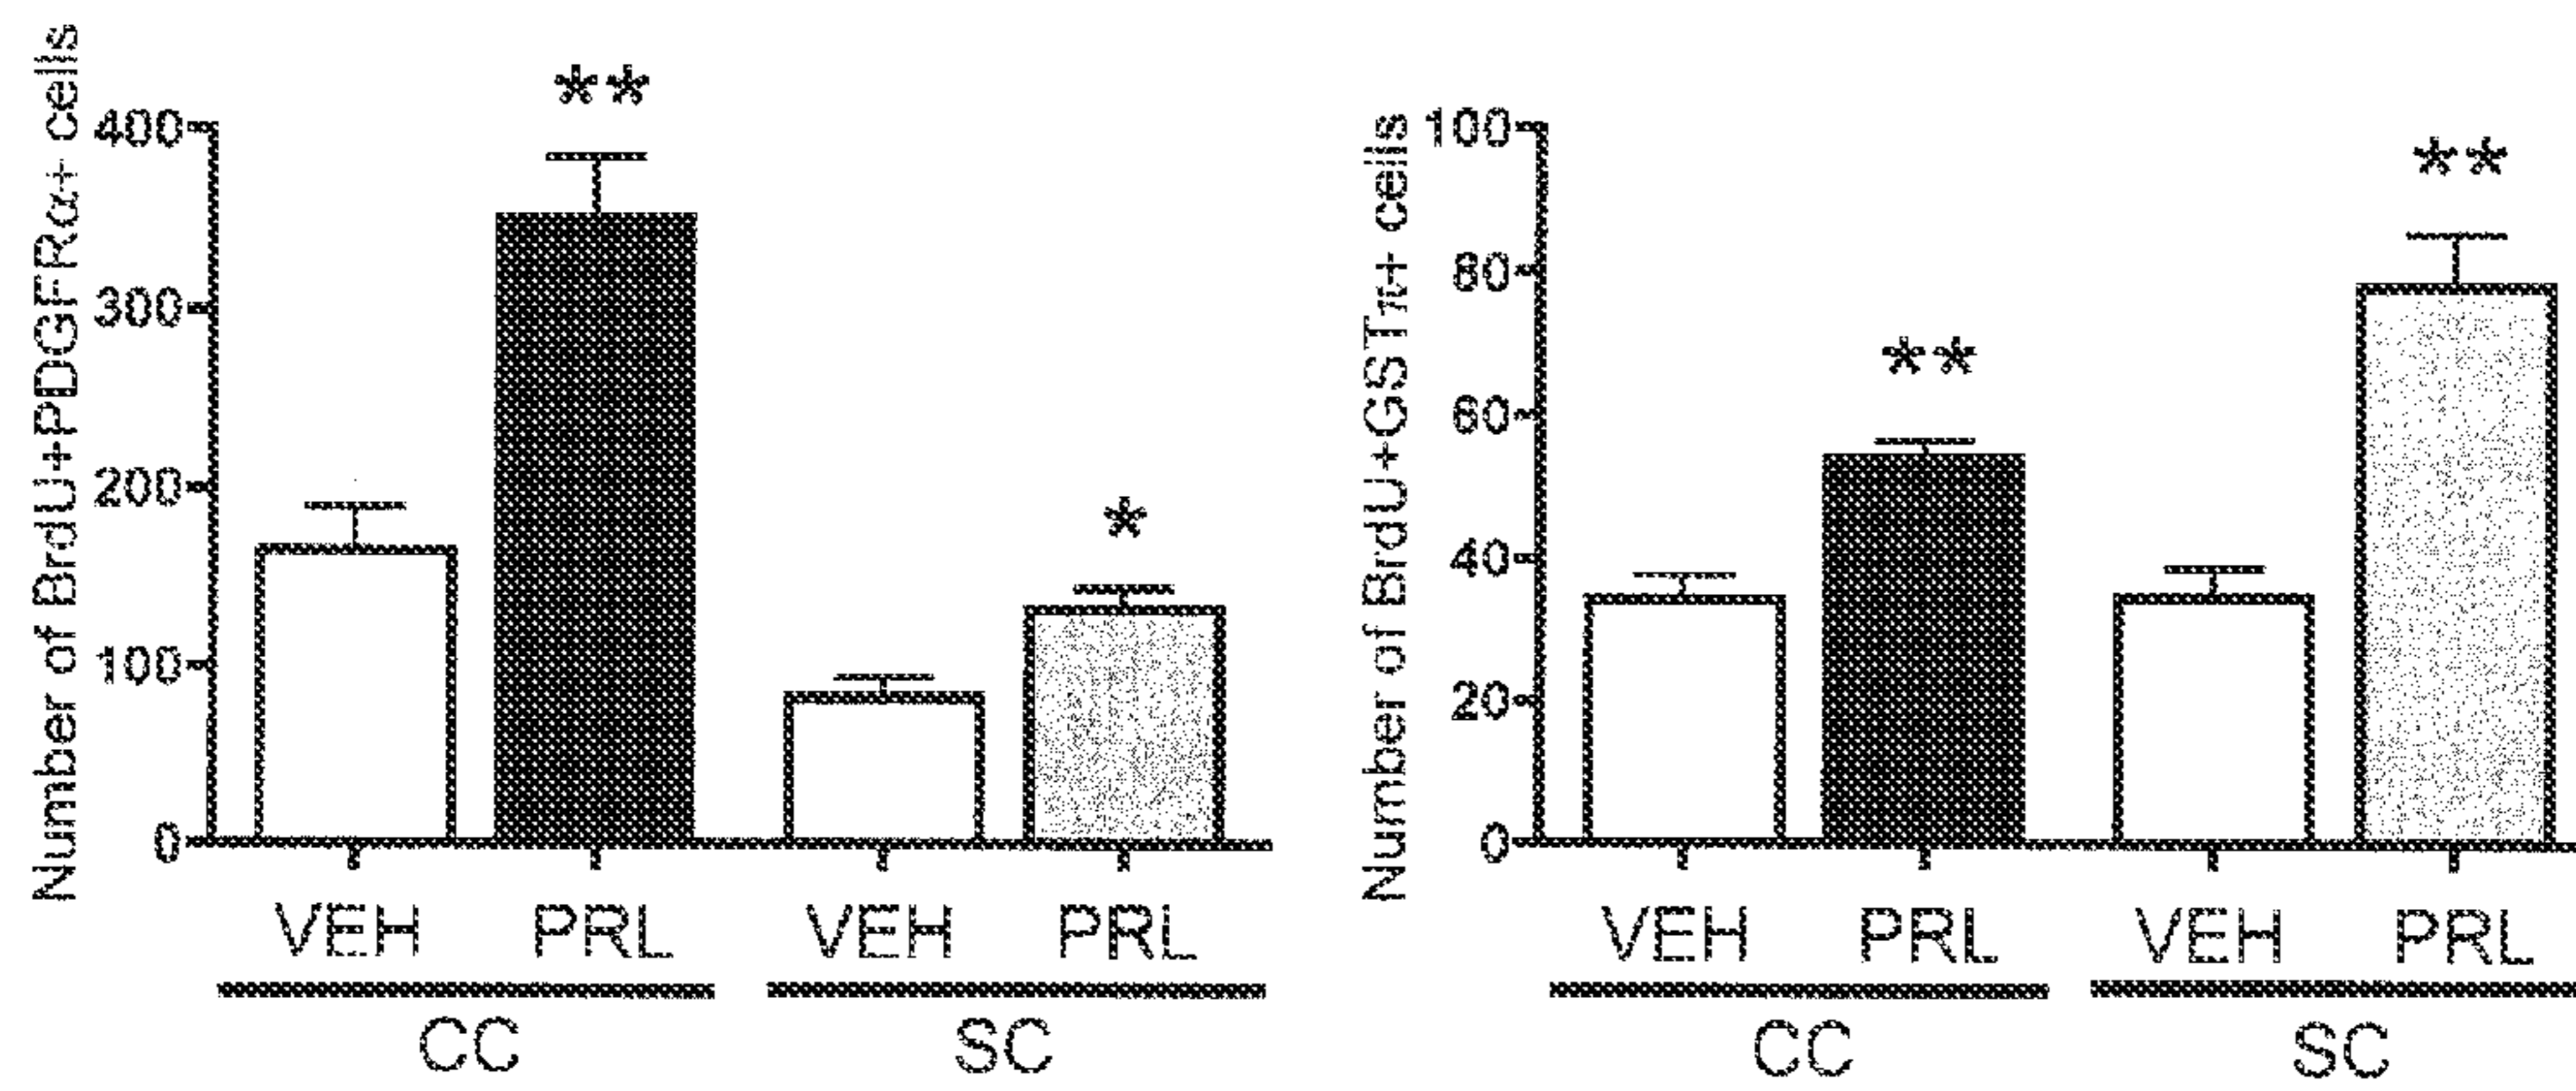 Number of BrdU+PDGFRα+ cells
400
300
200
100
0
**
*
VEH PRL VEH PRL
CC SC
Number of BrdU+GSTπ+ cells
100
80
60
40
20
0
**
**
VEH PRL VEH PRL
CC SC